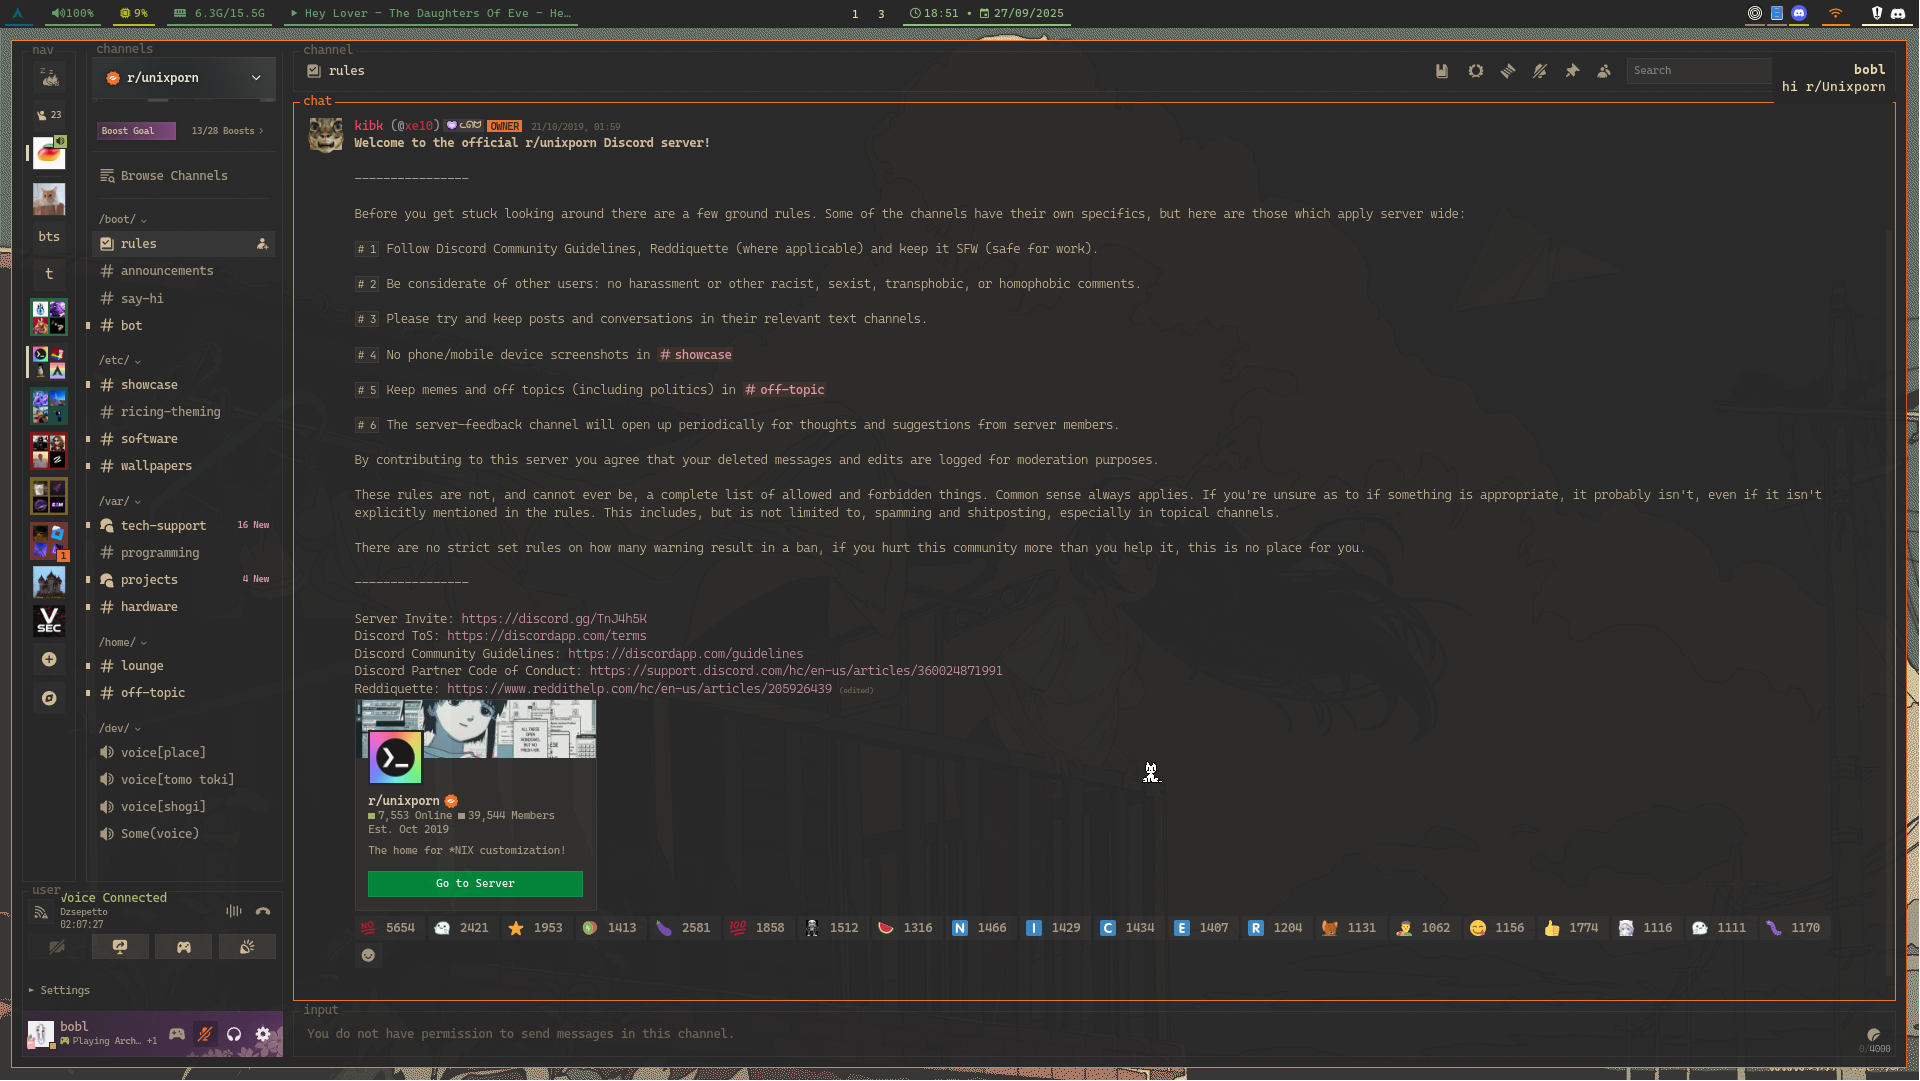 100%
9%
6.3G/15.5G
Hey Lover - The Daughters Of Eve - He…
1 3
18:51 • 27/09/2025
nav
23
bts
t
1
V SEC
channels
r/unixporn
Boost Goal
13/28 Boosts >
Browse Channels
/boot/
rules
announcements
say-hi
bot
/etc/
showcase
ricing-theming
software
wallpapers
/var/
tech-support 16 New
programming
projects 4 New
hardware
/home/
lounge
off-topic
/dev/
voice[place]
voice[tomo toki]
voice[shogi]
Some(voice)
user
Voice Connected
Dzsepetto
02:07:27
Settings
bobl
Playing Arch… +1
channel
rules
Search
bobl
hi r/Unixporn
chat
kibk (@xe10) OWNER 21/10/2019, 01:59
Welcome to the official r/unixporn Discord server!
----------------
Before you get stuck looking around there are a few ground rules. Some of the channels have their own specifics, but here are those which apply server wide:
# 1 Follow Discord Community Guidelines, Reddiquette (where applicable) and keep it SFW (safe for work).
# 2 Be considerate of other users: no harassment or other racist, sexist, transphobic, or homophobic comments.
# 3 Please try and keep posts and conversations in their relevant text channels.
# 4 No phone/mobile device screenshots in # showcase
# 5 Keep memes and off topics (including politics) in # off-topic
# 6 The server-feedback channel will open up periodically for thoughts and suggestions from server members.
By contributing to this server you agree that your deleted messages and edits are logged for moderation purposes.
These rules are not, and cannot ever be, a complete list of allowed and forbidden things. Common sense always applies. If you're unsure as to if something is appropriate, it probably isn't, even if it isn't
explicitly mentioned in the rules. This includes, but is not limited to, spamming and shitposting, especially in topical channels.
There are no strict set rules on how many warning result in a ban, if you hurt this community more than you help it, this is no place for you.
----------------
Server Invite: https://discord.gg/TnJ4h5K
Discord ToS: https://discordapp.com/terms
Discord Community Guidelines: https://discordapp.com/guidelines
Discord Partner Code of Conduct: https://support.discord.com/hc/en-us/articles/360024871991
Reddiquette: https://www.reddithelp.com/hc/en-us/articles/205926439 (edited)
ALL THESE OPEN WINDOWS, BUT NO FRESH AIR.
r/unixporn
7,553 Online 39,544 Members
Est. Oct 2019
The home for *NIX customization!
Go to Server
NO 5654 2421 1953 1413 2581 100 1858 1512 1316 N 1466 I 1429 C 1434 E 1407 R 1204 1131 1062 1156 1774 1116 1111 1170
input
You do not have permission to send messages in this channel.
0/4000